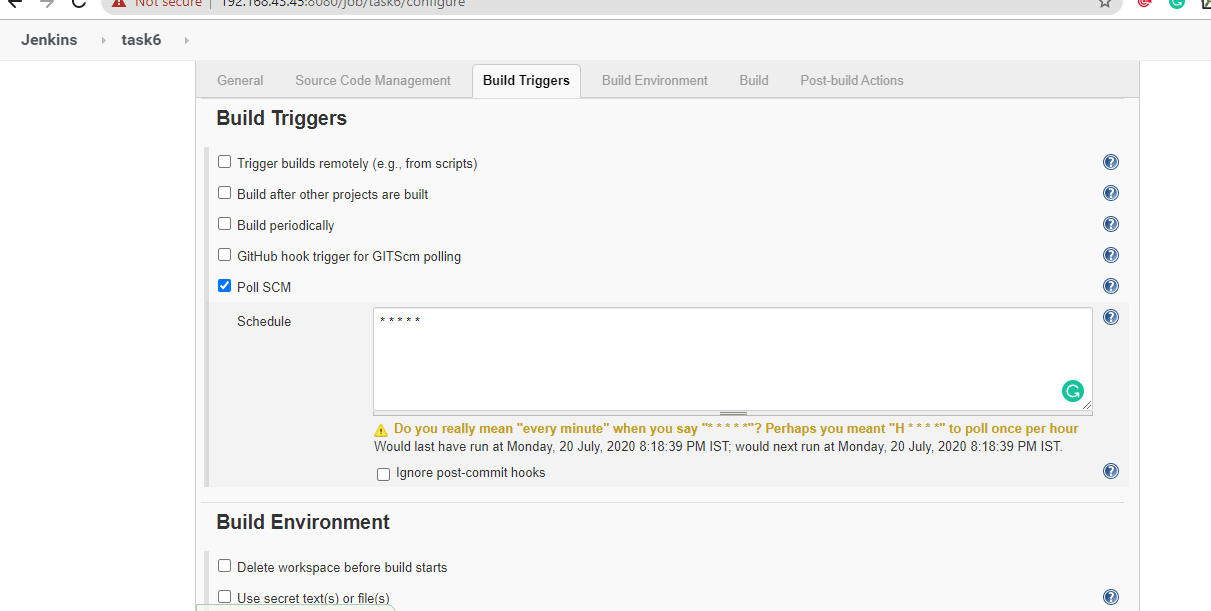 Not secure | 192.168.43.45:8080/job/task6/configure
Jenkins
task6
General
Source Code Management
Build Triggers
Build Environment
Build
Post-build Actions
Build Triggers
Trigger builds remotely (e.g., from scripts)
Build after other projects are built
Build periodically
GitHub hook trigger for GITScm polling
Poll SCM
Schedule
* * * * *
Do you really mean "every minute" when you say "* * * * *"? Perhaps you meant "H * * * *" to poll once per hour
Would last have run at Monday, 20 July, 2020 8:18:39 PM IST; would next run at Monday, 20 July, 2020 8:18:39 PM IST.
Ignore post-commit hooks
Build Environment
Delete workspace before build starts
Use secret text(s) or file(s)